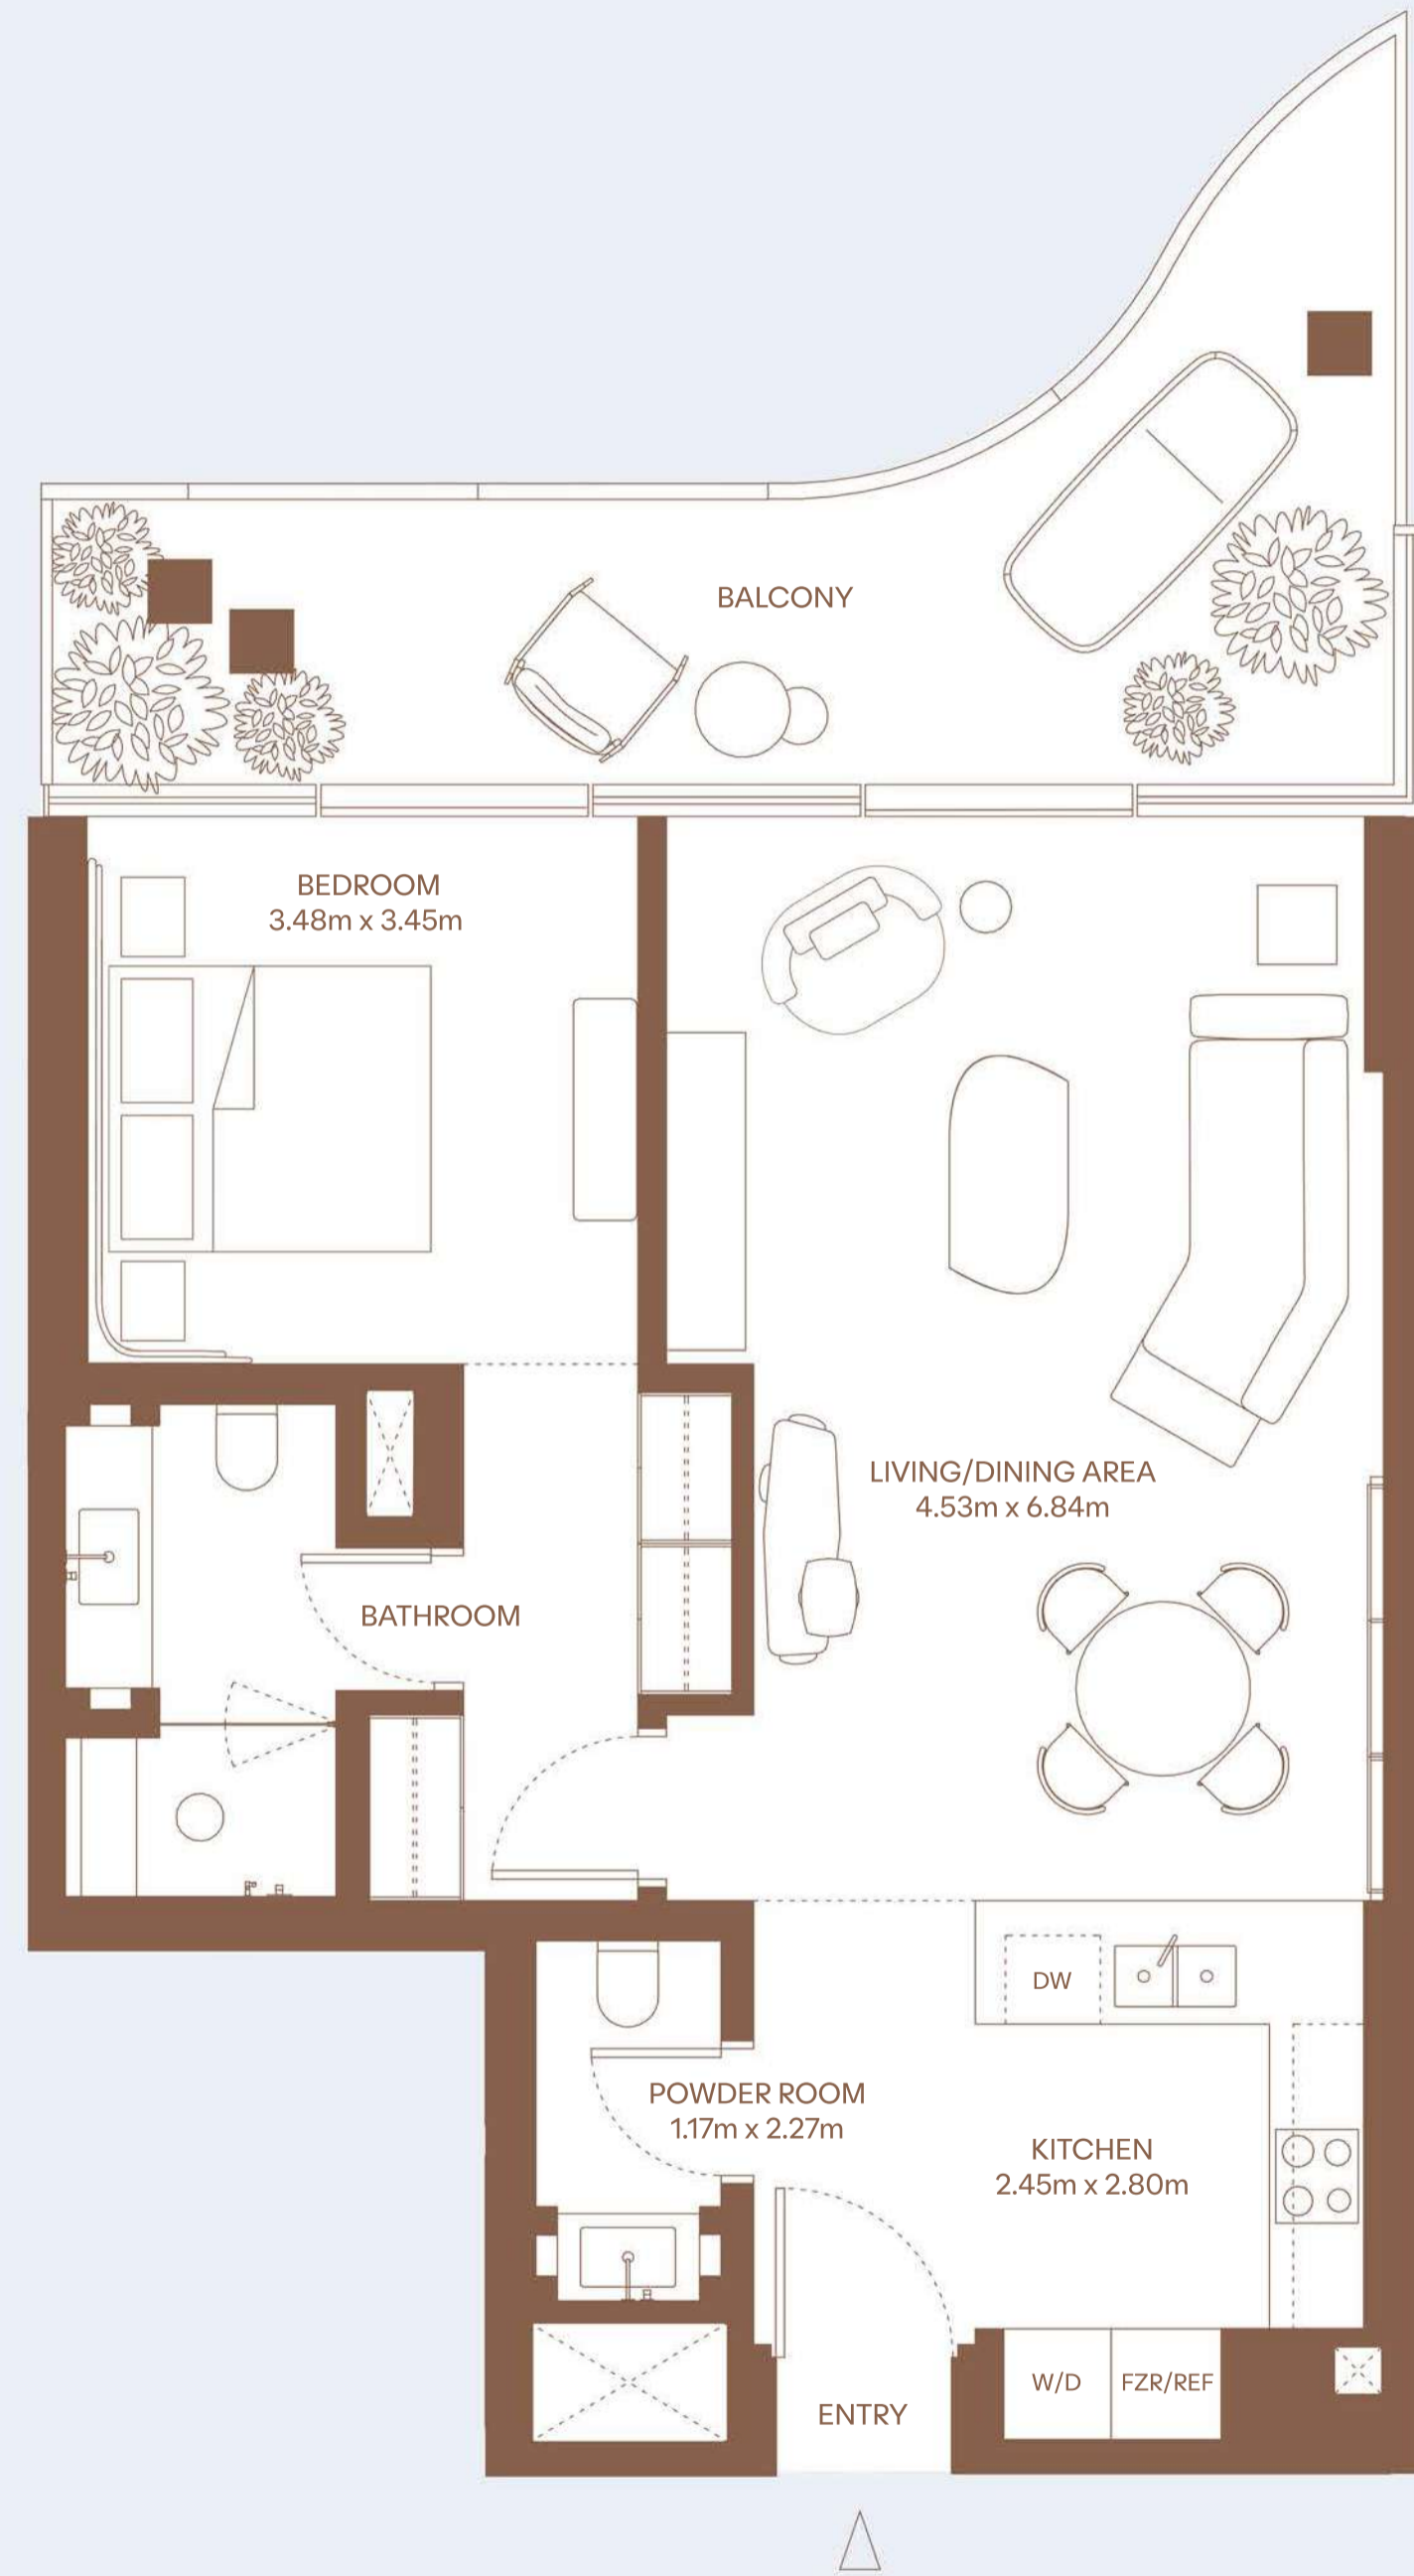 BALCONY
BEDROOM
3.48m x 3.45m
LIVING/DINING AREA
4.53m x 6.84m
BATHROOM
DW
POWDER ROOM
1.17m x 2.27m
KITCHEN
2.45m x 2.80m
W/D
FZR/REF
ENTRY